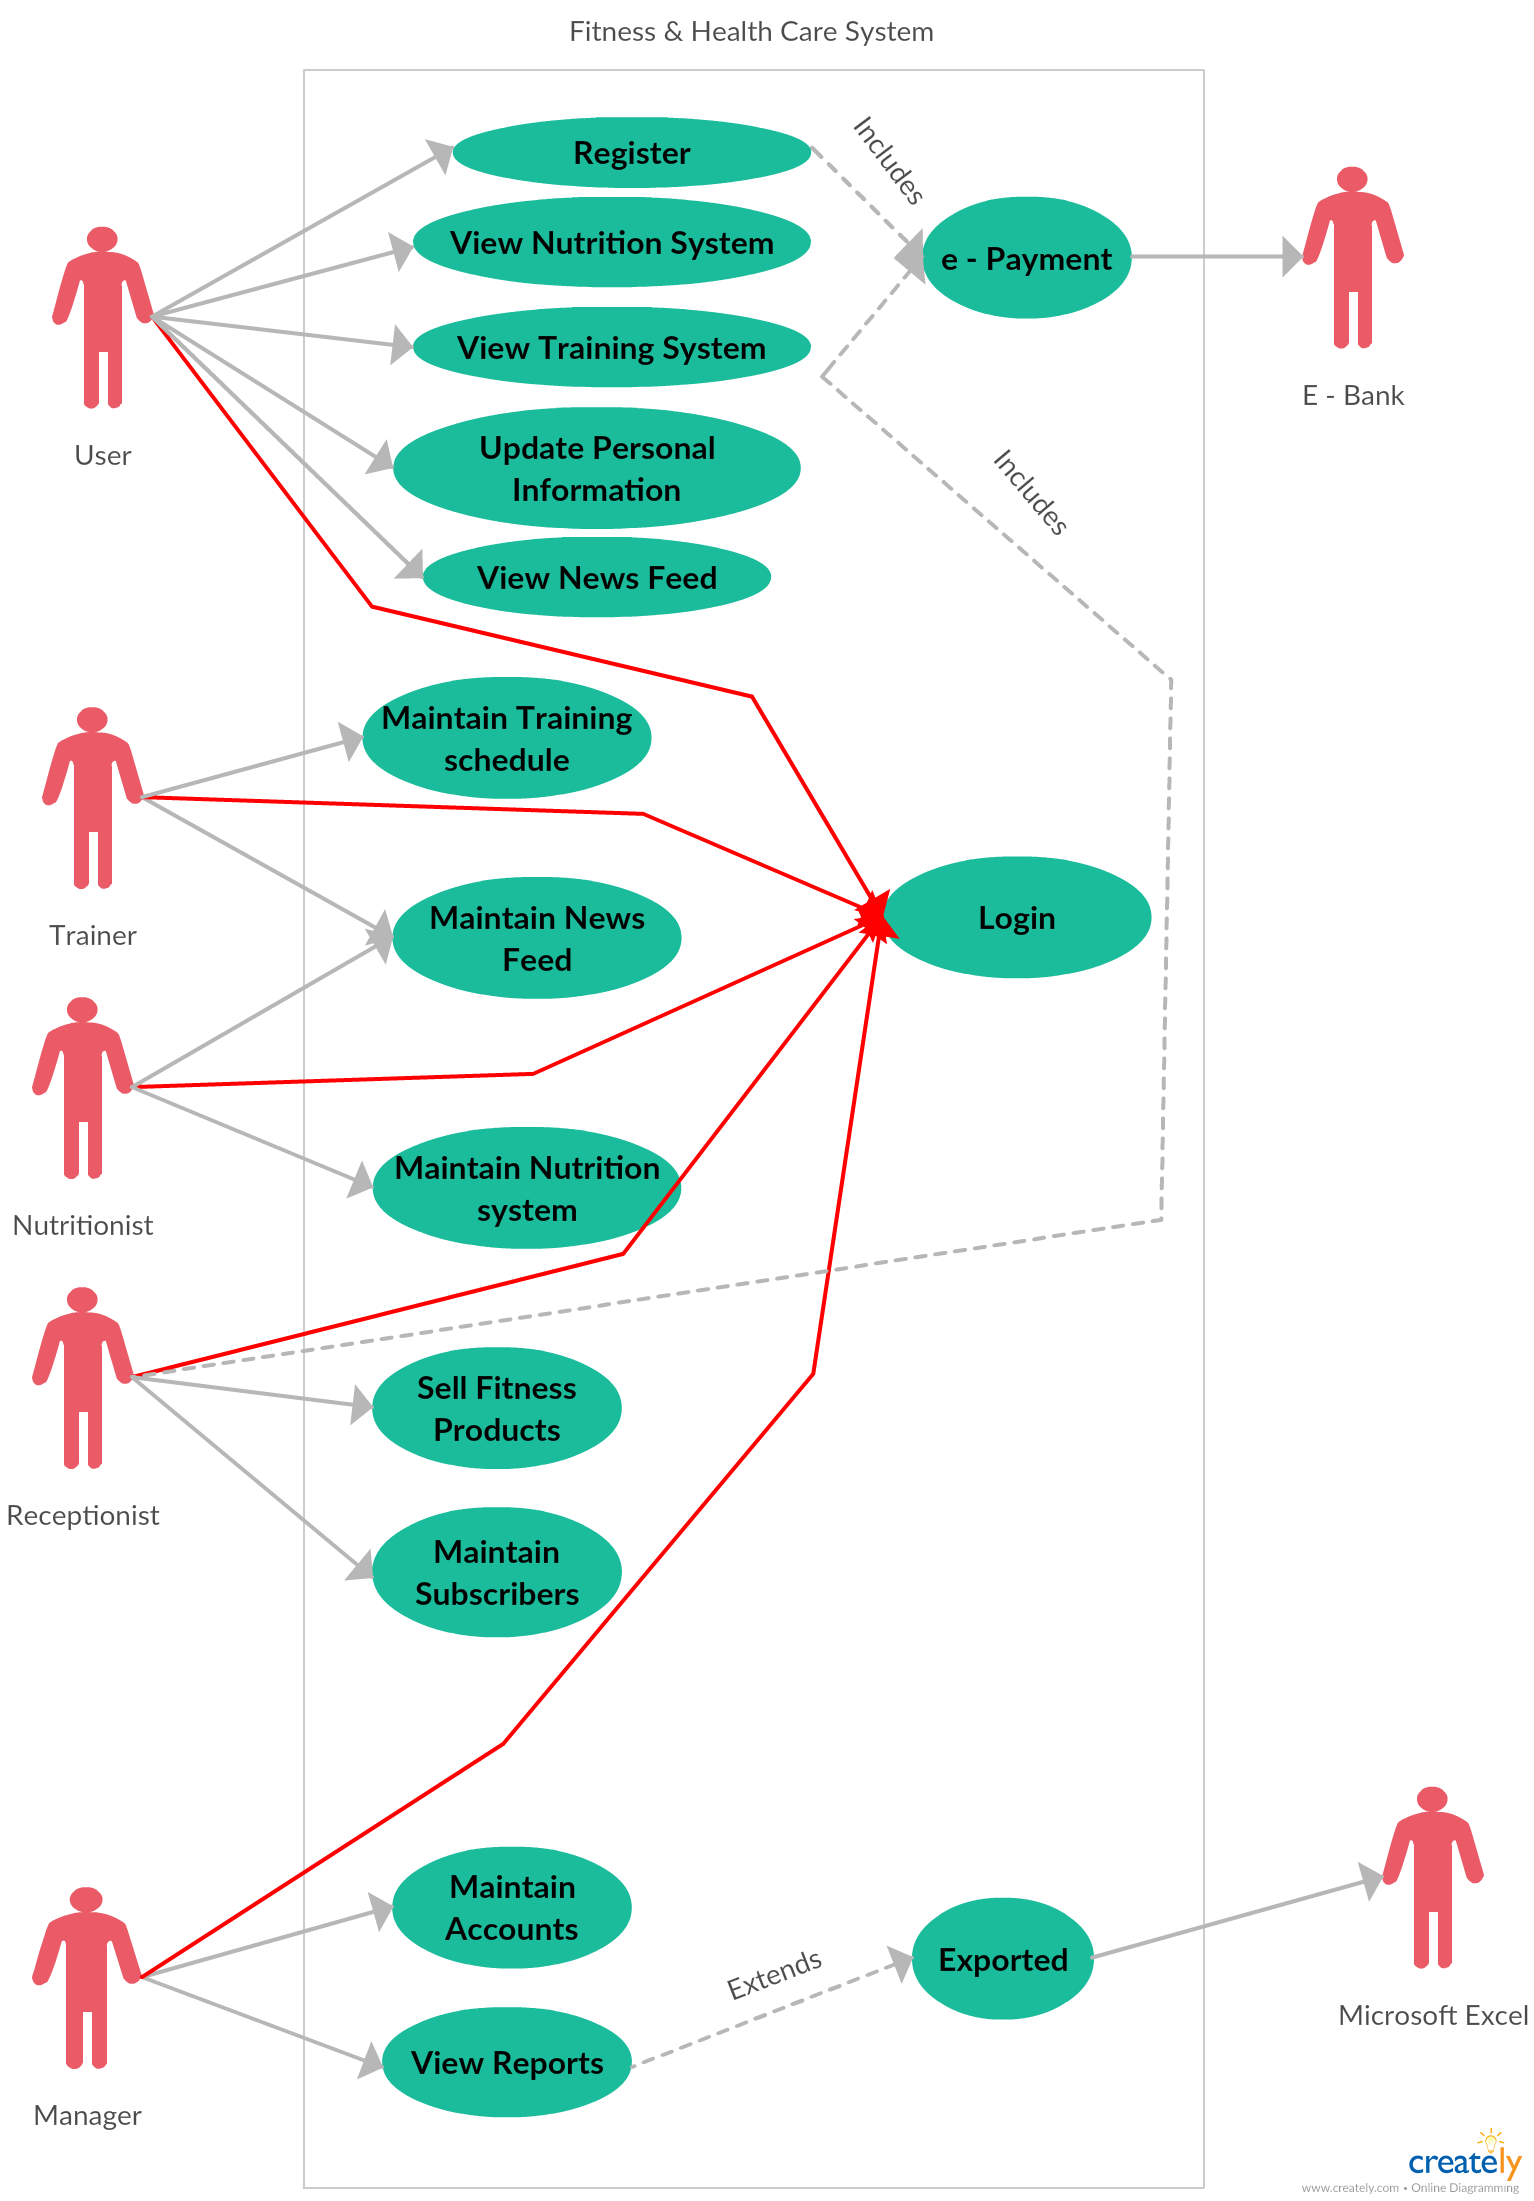 Fitness & Health Care System
Register
Includes
View Nutrition System
e - Payment
View Training System
E - Bank
User
Update Personal
Information
Includes
View News Feed
Maintain Training
schedule
Trainer
Maintain News
Feed
Login
Maintain Nutrition
system
Nutritionist
Sell Fitness
Products
Receptionist
Maintain
Subscribers
Maintain
Accounts
Extends
Exported
Microsoft Excel
View Reports
Manager
creately
www.creately.com • Online Diagramming